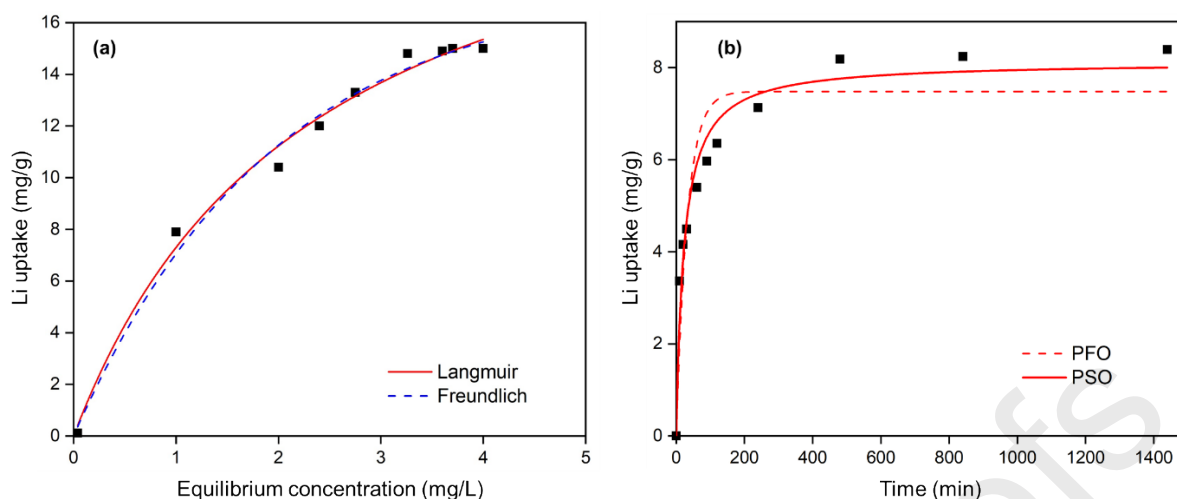 (a)
Li uptake (mg/g)
16
14
12
10
8
6
4
2
0
Langmuir
Freundlich
0 1 2 3 4 5
Equilibrium concentration (mg/L)
(b)
Li uptake (mg/g)
8
6
4
2
0
PFO
PSO
0 200 400 600 800 1000 1200 1400
Time (min)